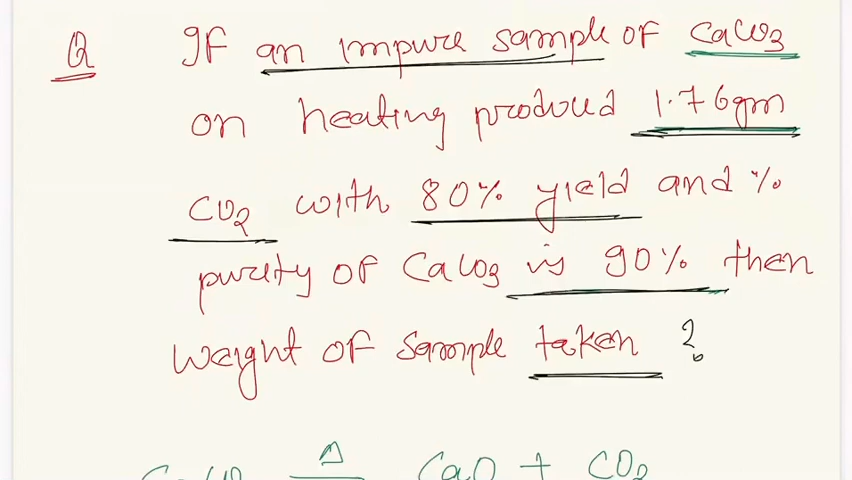 Q IF an impure sample of CaCO3
on heating produced 1.76gm
CO2 with 80% yield and %
purity of CaCO3 is 90% then
weight of sample taken ?
Δ
CaCO3 CaO + CO2